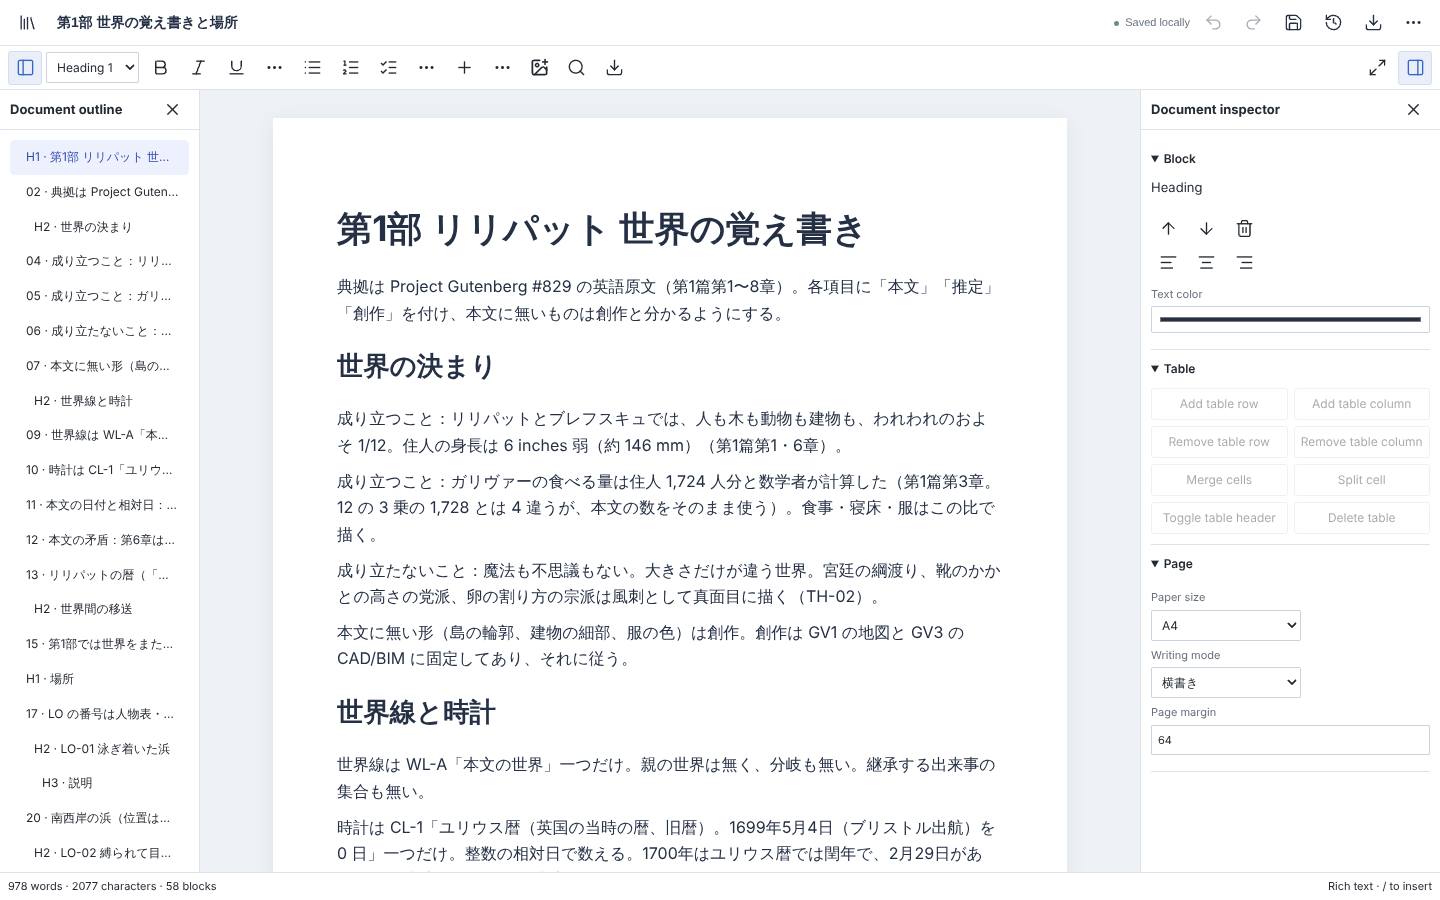 第1部 世界の覚え書きと場所
Saved locally
Heading 1
Document outline
H1 · 第1部 リリパット 世…
02 · 典拠は Project Guten…
H2 · 世界の決まり
04 · 成り立つこと：リリ…
05 · 成り立つこと：ガリ…
06 · 成り立たないこと：…
07 · 本文に無い形（島の…
H2 · 世界線と時計
09 · 世界線は WL-A「本…
10 · 時計は CL-1「ユリウ…
11 · 本文の日付と相対日：…
12 · 本文の矛盾：第6章は…
13 · リリパットの暦（「…
H2 · 世界間の移送
15 · 第1部では世界をまた…
H1 · 場所
17 · LO の番号は人物表・…
H2 · LO-01 泳ぎ着いた浜
H3 · 説明
20 · 南西岸の浜（位置は…
H2 · LO-02 縛られて目…
第1部 リリパット 世界の覚え書き
典拠は Project Gutenberg #829 の英語原文（第1篇第1〜8章）。各項目に「本文」「推定」
「創作」を付け、本文に無いものは創作と分かるようにする。
世界の決まり
成り立つこと：リリパットとブレフスキュでは、人も木も動物も建物も、われわれのおよ
そ 1/12。住人の身長は 6 inches 弱（約 146 mm）（第1篇第1・6章）。
成り立つこと：ガリヴァーの食べる量は住人 1,724 人分と数学者が計算した（第1篇第3章。
12 の 3 乗の 1,728 とは 4 違うが、本文の数をそのまま使う）。食事・寝床・服はこの比で
描く。
成り立たないこと：魔法も不思議もない。大きさだけが違う世界。宮廷の綱渡り、靴のかか
との高さの党派、卵の割り方の宗派は風刺として真面目に描く（TH-02）。
本文に無い形（島の輪郭、建物の細部、服の色）は創作。創作は GV1 の地図と GV3 の
CAD/BIM に固定してあり、それに従う。
世界線と時計
世界線は WL-A「本文の世界」一つだけ。親の世界は無く、分岐も無い。継承する出来事の
集合も無い。
時計は CL-1「ユリウス暦（英国の当時の暦、旧暦）。1699年5月4日（ブリストル出航）を
0 日」一つだけ。整数の相対日で数える。1700年はユリウス暦では閏年で、2月29日があ
Document inspector
Block
Heading
Text color
Table
Add table row
Add table column
Remove table row
Remove table column
Merge cells
Split cell
Toggle table header
Delete table
Page
Paper size
A4
Writing mode
横書き
Page margin
64
978 words · 2077 characters · 58 blocks
Rich text · / to insert